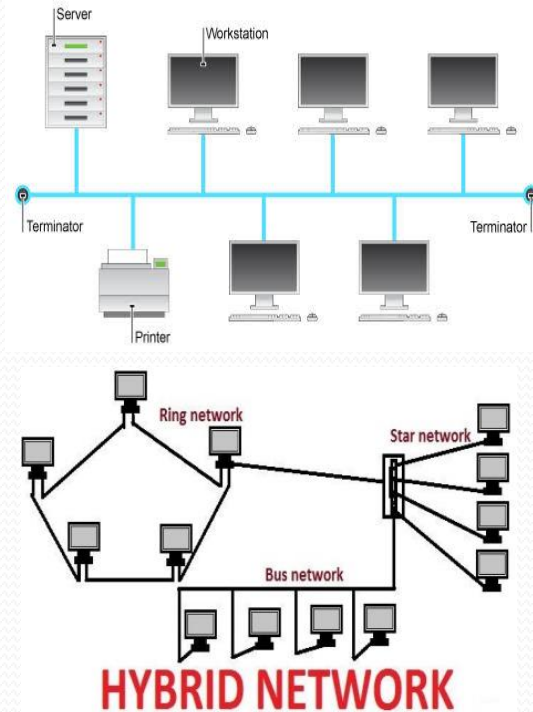 Server
Workstation
Terminator
Terminator
Printer
Ring network
Star network
Bus network
HYBRID NETWORK